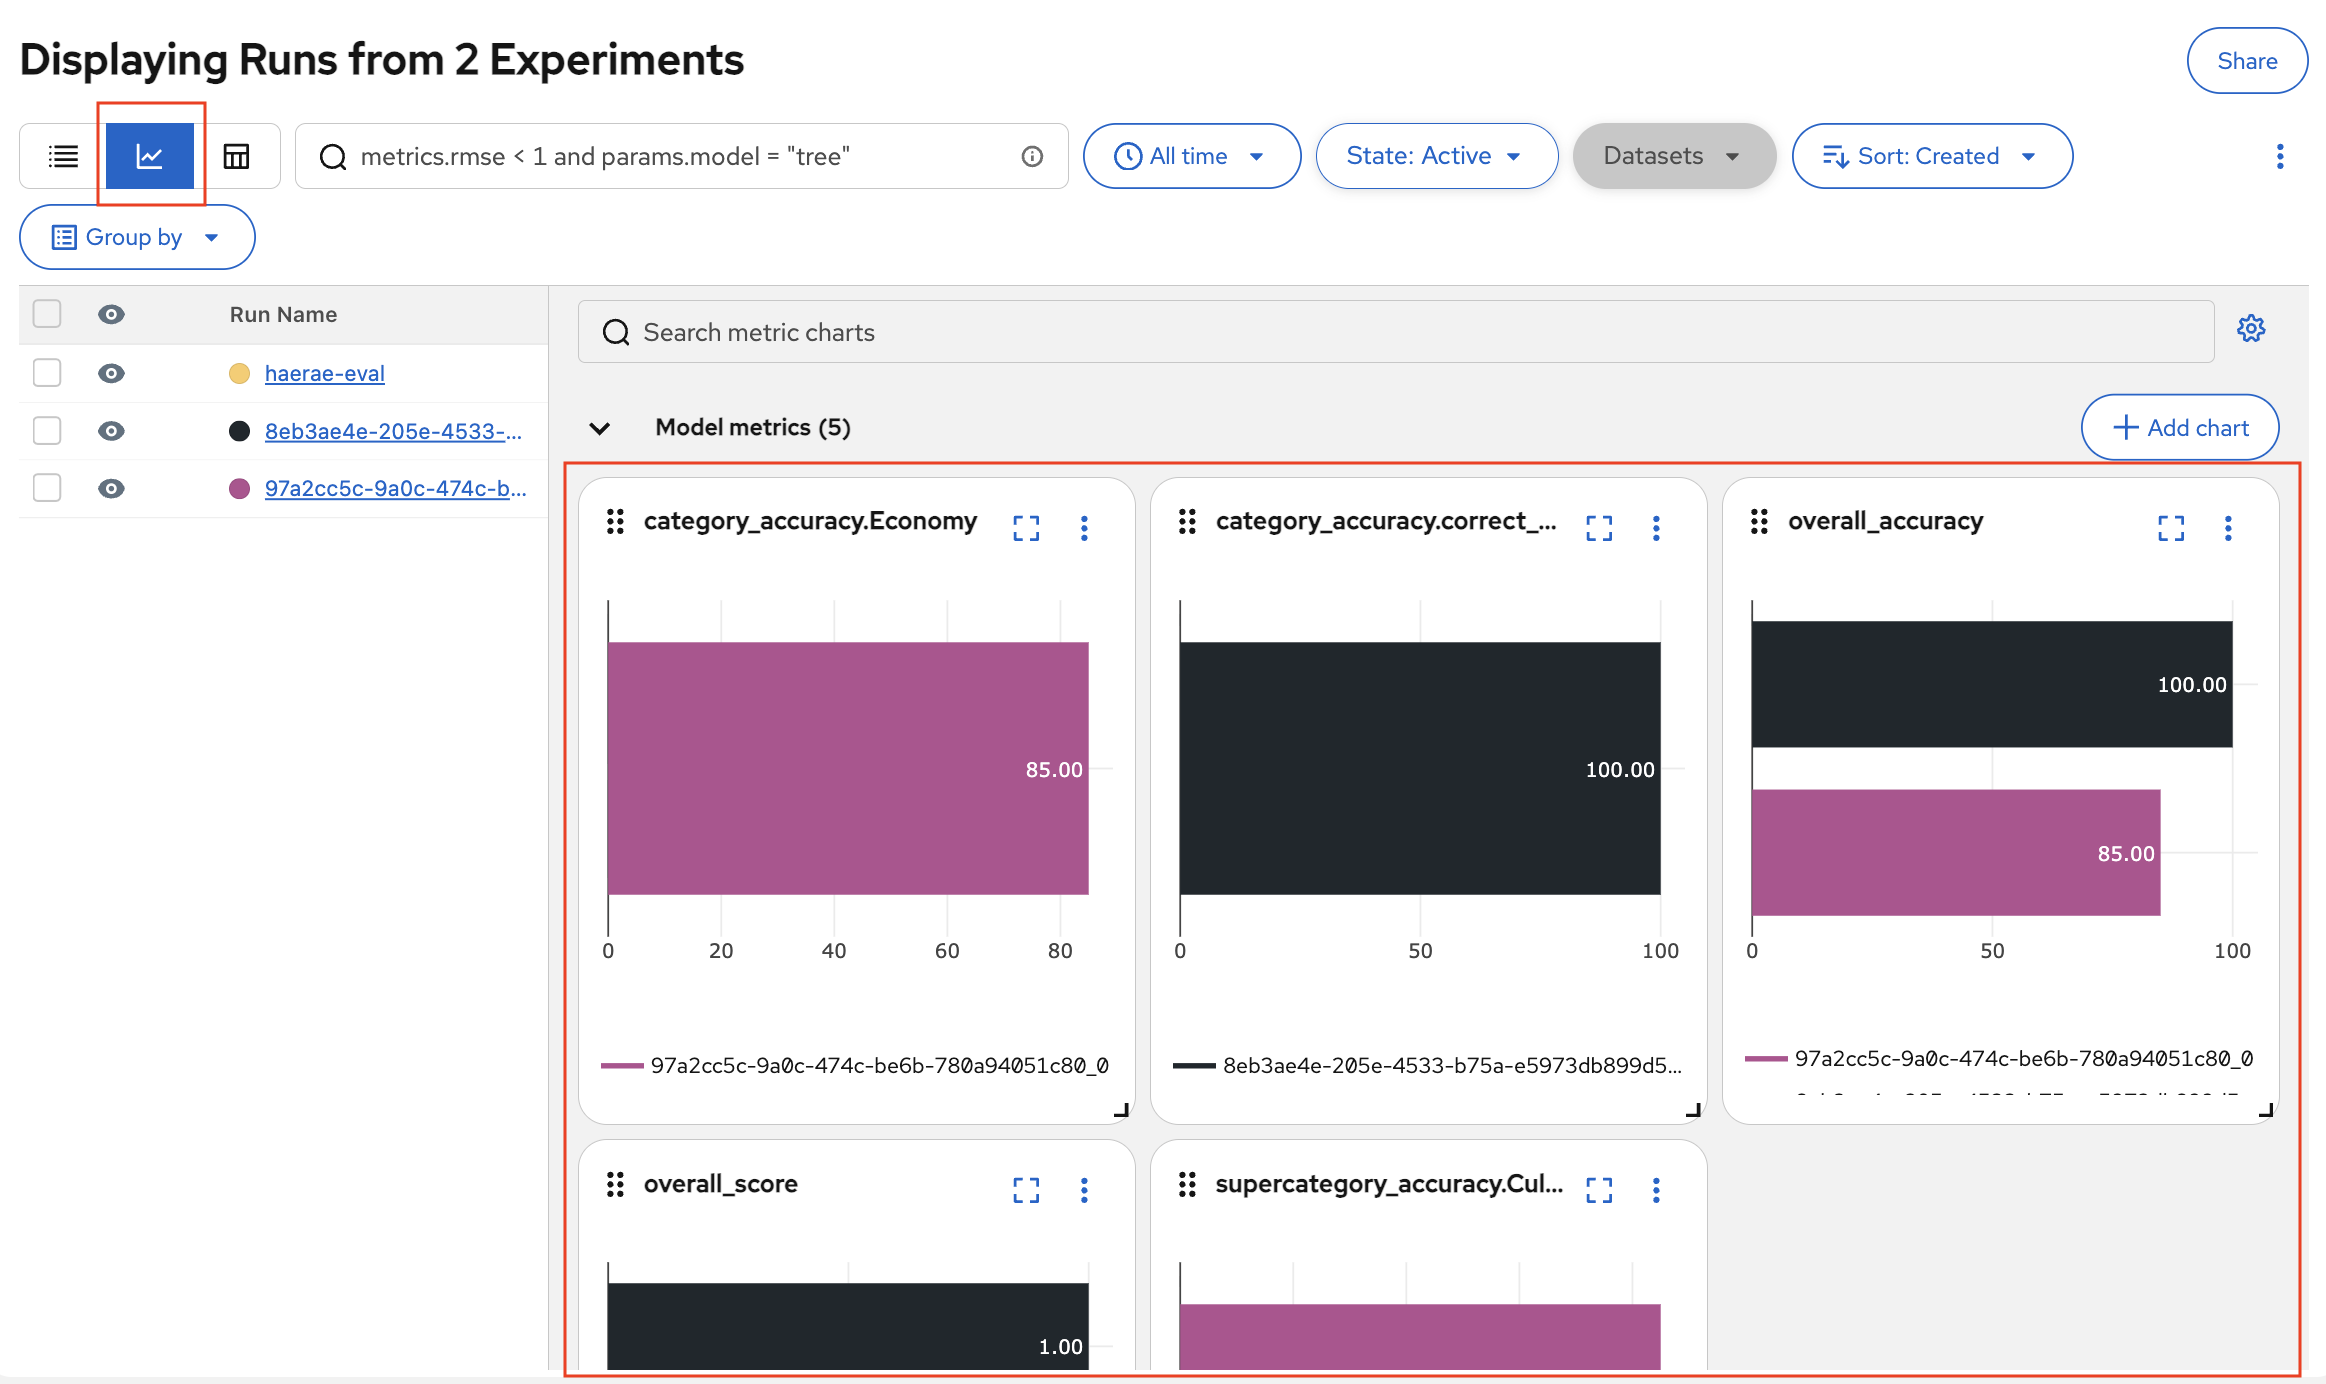 Displaying Runs from 2 Experiments
Share
metrics.rmse < 1 and params.model = "tree"
All time
State: Active
Datasets
Sort: Created
Group by
Run Name
haerae-eval
8eb3ae4e-205e-4533-...
97a2cc5c-9a0c-474c-b...
Search metric charts
Model metrics (5)
Add chart
category_accuracy.Economy
85.00
0 20 40 60 80
97a2cc5c-9a0c-474c-be6b-780a94051c80_0
category_accuracy.correct_...
100.00
0 50 100
8eb3ae4e-205e-4533-b75a-e5973db899d5...
overall_accuracy
100.00
85.00
0 50 100
97a2cc5c-9a0c-474c-be6b-780a94051c80_0
overall_score
1.00
supercategory_accuracy.Cul...